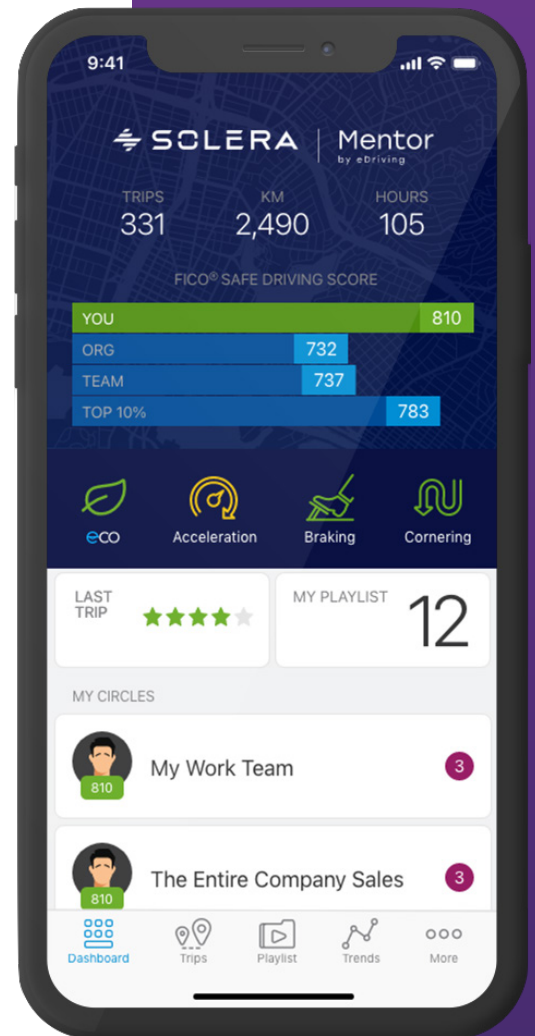 9:41
SOLERA | Mentor
by eDriving
TRIPS KM HOURS
331 2,490 105
FICO® SAFE DRIVING SCORE
YOU 810
ORG 732
TEAM 737
TOP 10% 783
eco Acceleration Braking Cornering
LAST TRIP
MY PLAYLIST 12
MY CIRCLES
My Work Team 3
810
The Entire Company Sales 3
810
Dashboard Trips Playlist Trends More